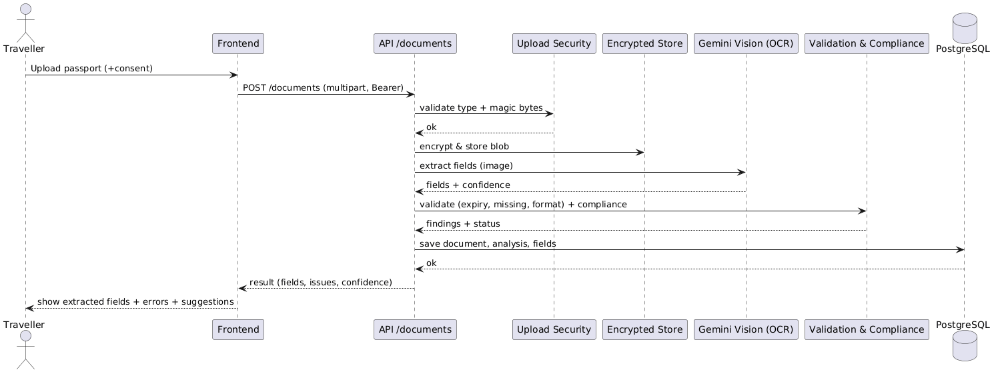 Traveller
Frontend
API /documents
Upload Security
Encrypted Store
Gemini Vision (OCR)
Validation & Compliance
PostgreSQL
Upload passport (+consent)
POST /documents (multipart, Bearer)
validate type + magic bytes
ok
encrypt & store blob
extract fields (image)
fields + confidence
validate (expiry, missing, format) + compliance
findings + status
save document, analysis, fields
ok
result (fields, issues, confidence)
show extracted fields + errors + suggestions
Traveller
Frontend
API /documents
Upload Security
Encrypted Store
Gemini Vision (OCR)
Validation & Compliance
PostgreSQL